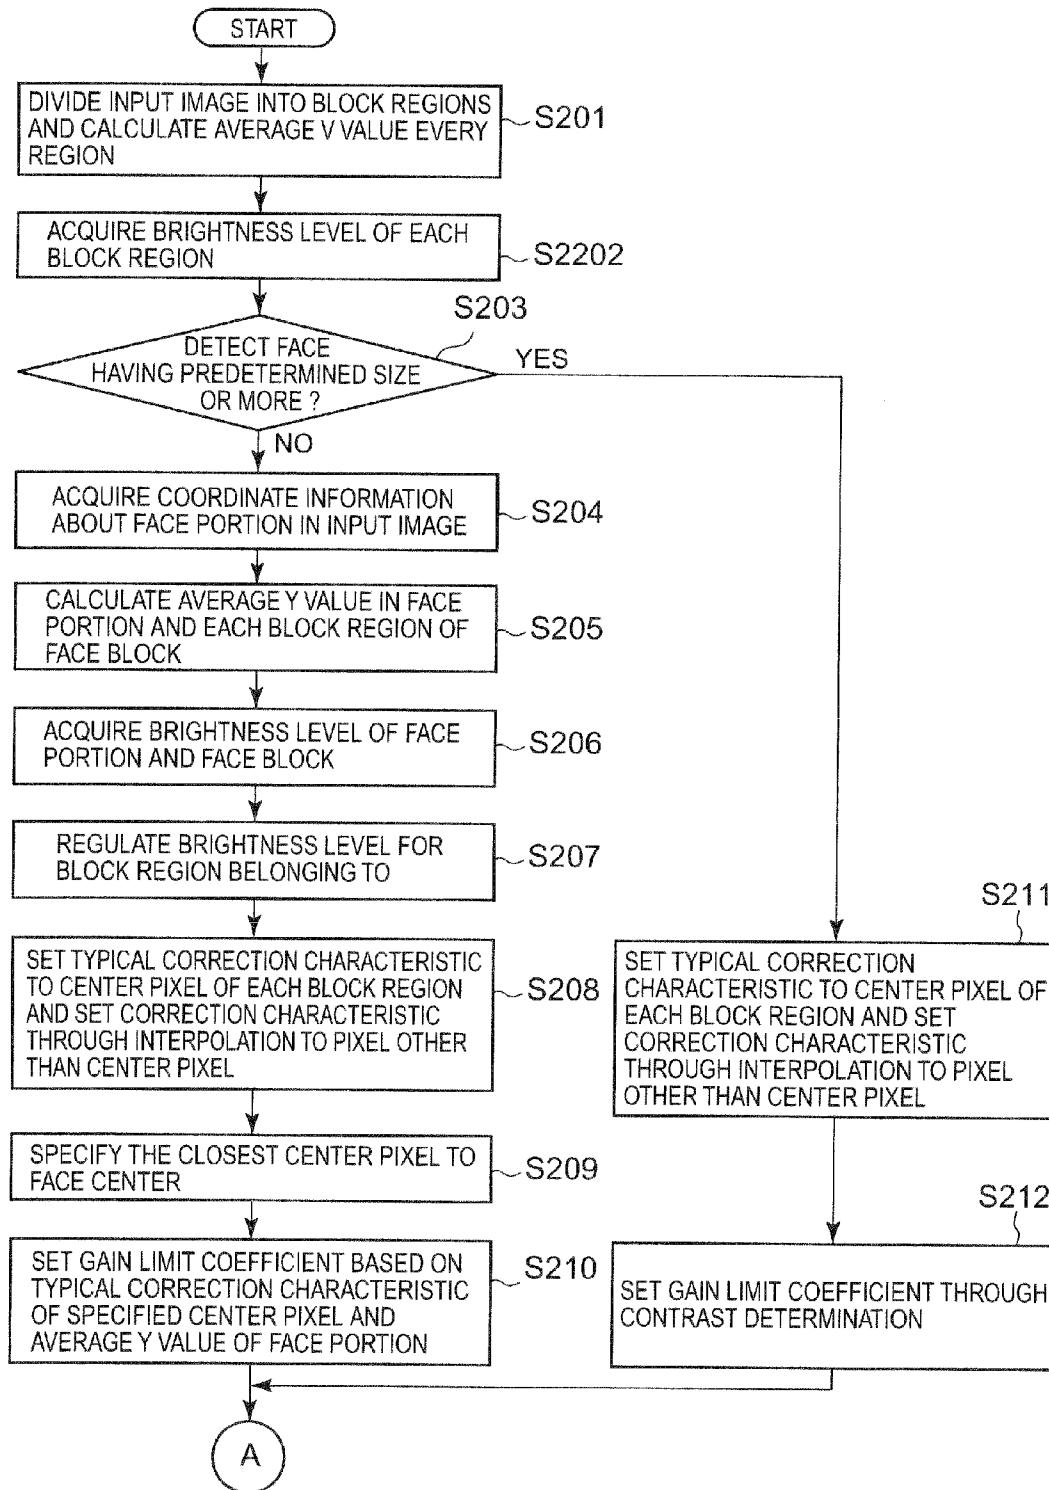 START
DIVIDE INPUT IMAGE INTO BLOCK REGIONS
AND CALCULATE AVERAGE V VALUE EVERY
REGION
S201
ACQUIRE BRIGHTNESS LEVEL OF EACH
BLOCK REGION
S2202
S203
DETECT FACE
HAVING PREDETERMINED SIZE
OR MORE ?
YES
NO
ACQUIRE COORDINATE INFORMATION
ABOUT FACE PORTION IN INPUT IMAGE
S204
CALCULATE AVERAGE Y VALUE IN FACE
PORTION AND EACH BLOCK REGION OF
FACE BLOCK
S205
ACQUIRE BRIGHTNESS LEVEL OF FACE
PORTION AND FACE BLOCK
S206
REGULATE BRIGHTNESS LEVEL FOR
BLOCK REGION BELONGING TO
S207
SET TYPICAL CORRECTION CHARACTERISTIC
TO CENTER PIXEL OF EACH BLOCK REGION
AND SET CORRECTION CHARACTERISTIC
THROUGH INTERPOLATION TO PIXEL OTHER
THAN CENTER PIXEL
S208
S211
SET TYPICAL CORRECTION
CHARACTERISTIC TO CENTER PIXEL OF
EACH BLOCK REGION AND SET
CORRECTION CHARACTERISTIC
THROUGH INTERPOLATION TO PIXEL
OTHER THAN CENTER PIXEL
SPECIFY THE CLOSEST CENTER PIXEL TO
FACE CENTER
S209
SET GAIN LIMIT COEFFICIENT BASED ON
TYPICAL CORRECTION CHARACTERISTIC
OF SPECIFIED CENTER PIXEL AND
AVERAGE Y VALUE OF FACE PORTION
S210
S212
SET GAIN LIMIT COEFFICIENT THROUGH
CONTRAST DETERMINATION
A